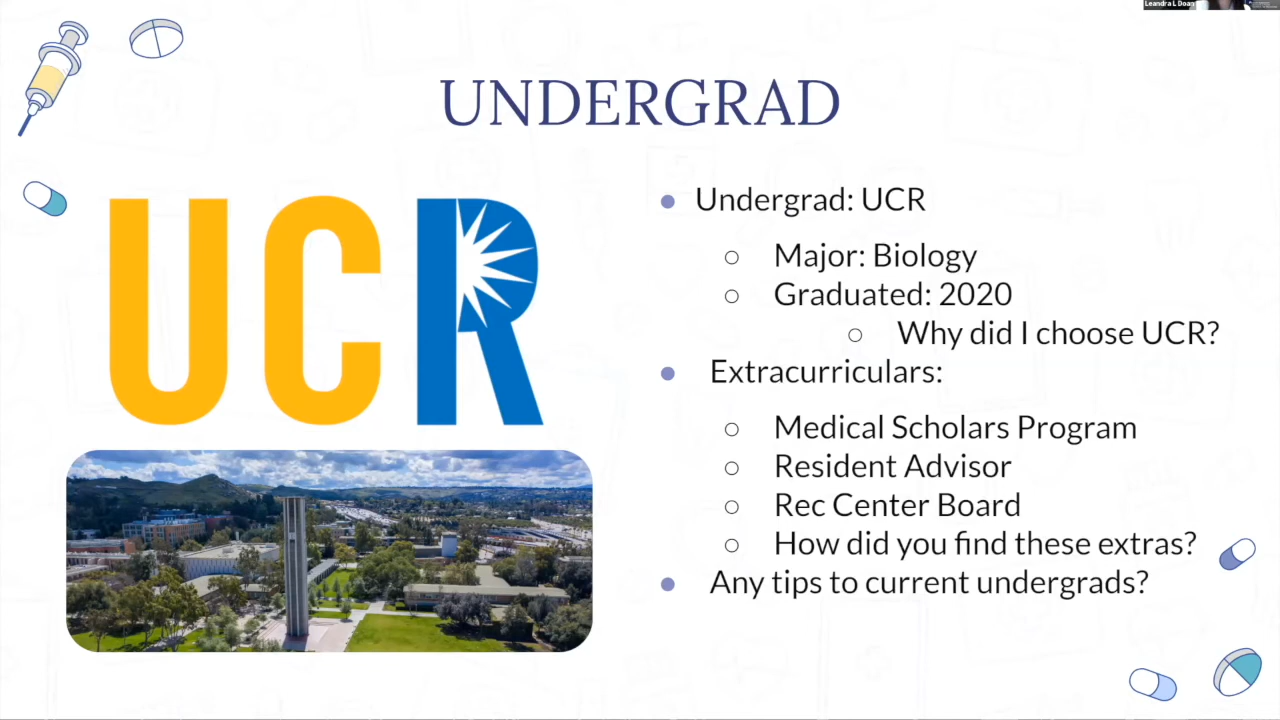 Leandra L Doan
UNDERGRAD
UCR
Undergrad: UCR
Major: Biology
Graduated: 2020
Why did I choose UCR?
Extracurriculars:
Medical Scholars Program
Resident Advisor
Rec Center Board
How did you find these extras?
Any tips to current undergrads?